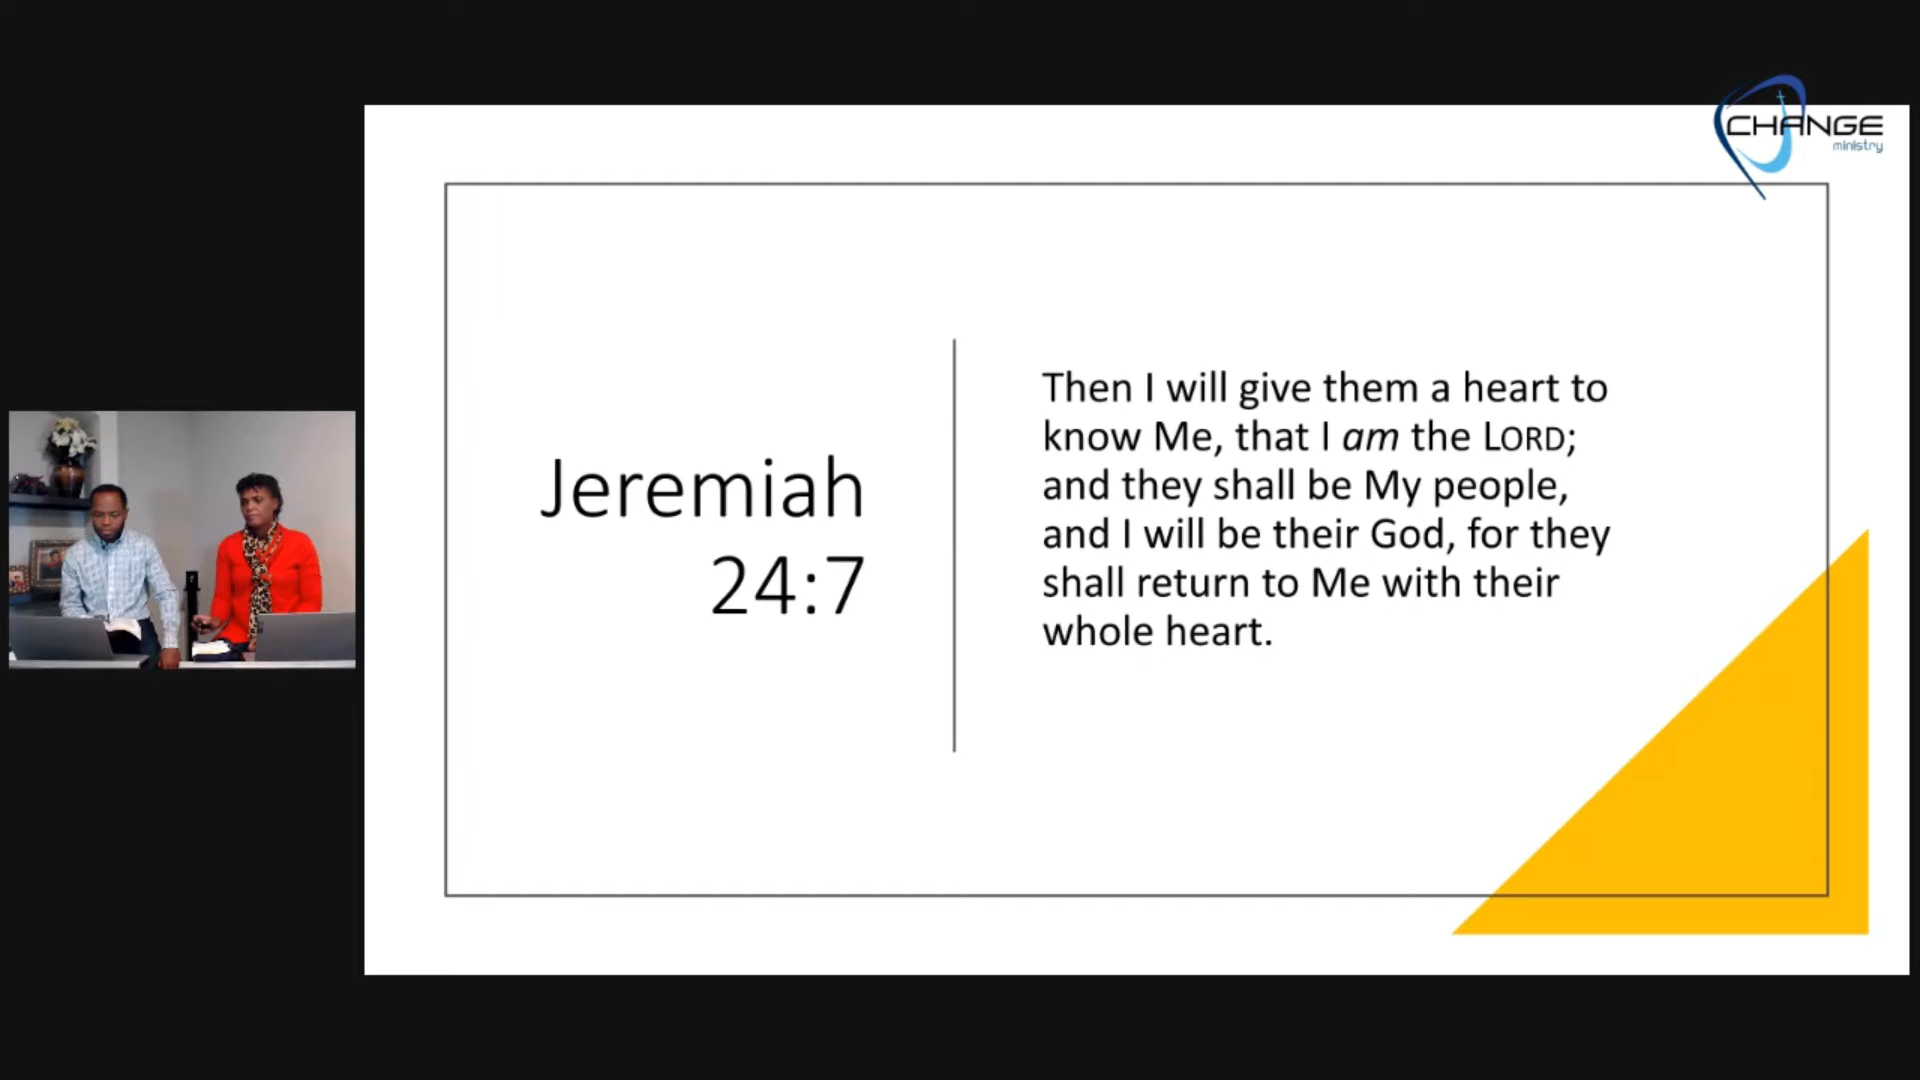 CHANGE
ministry
Jeremiah
24:7
Then I will give them a heart to
know Me, that I am the LORD;
and they shall be My people,
and I will be their God, for they
shall return to Me with their
whole heart.